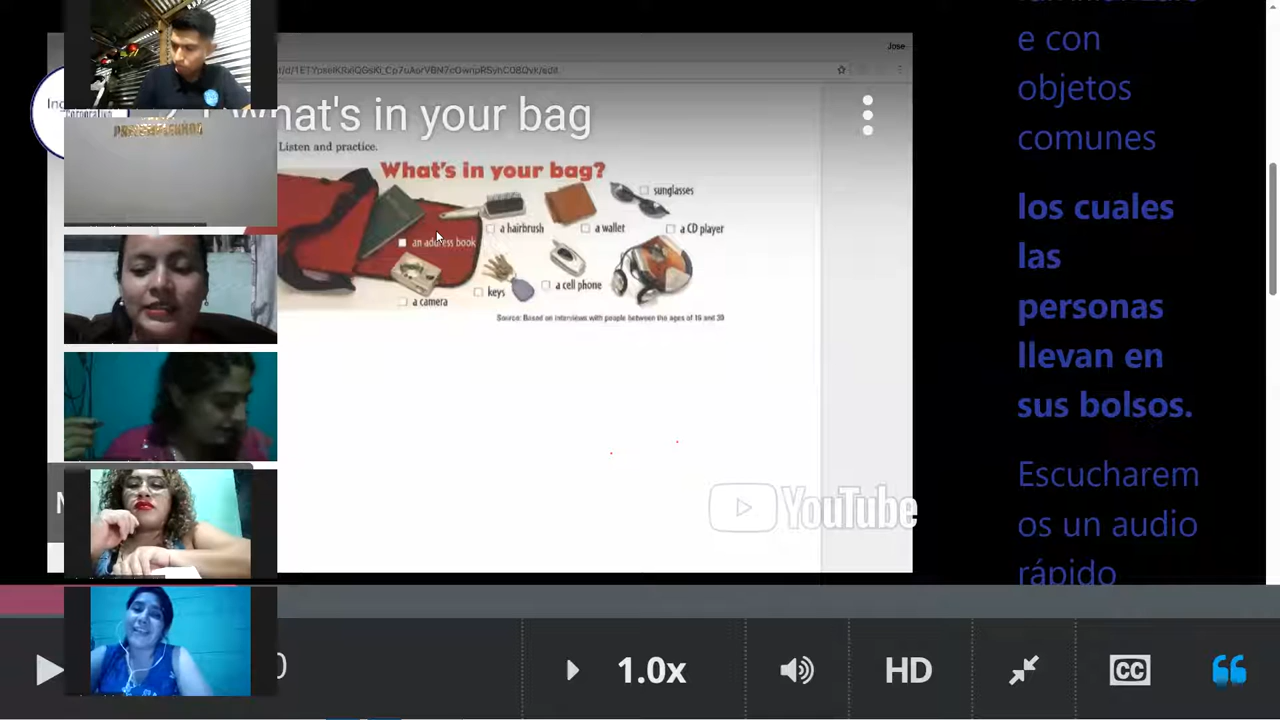 Jose
What's in your bag
Listen and practice.
What's in your bag?
sunglasses
a hairbrush
a wallet
a CD player
an address book
a camera
keys
a cell phone
Source: Based on interviews with people between the ages of 16 and 30
YouTube
e con
objetos
comunes
los cuales
las
personas
llevan en
sus bolsos.
Escucharem
os un audio
rápido
1.0x
HD
CC